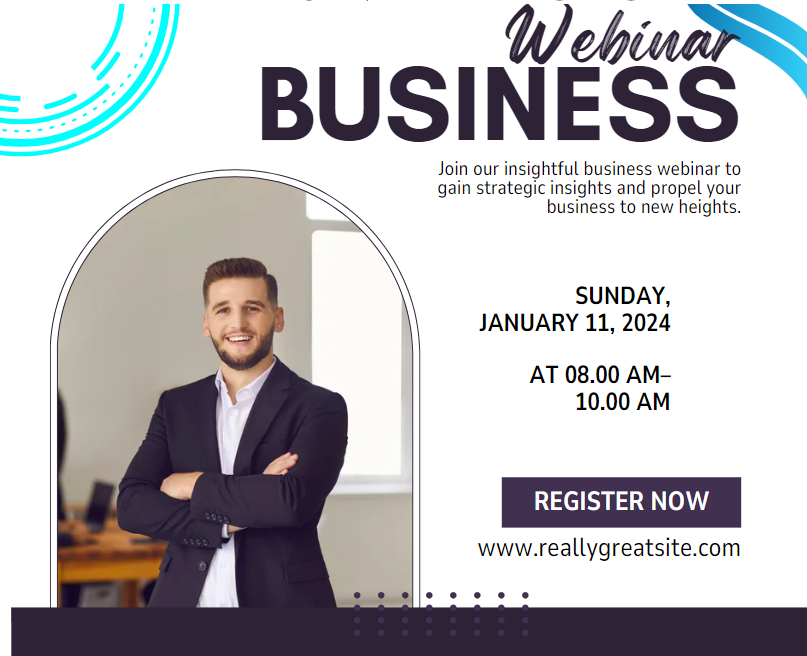 Webinar
BUSINESS
Join our insightful business webinar to
gain strategic insights and propel your
business to new heights.
SUNDAY,
JANUARY 11, 2024
AT 08.00 AM–
10.00 AM
REGISTER NOW
www.reallygreatsite.com